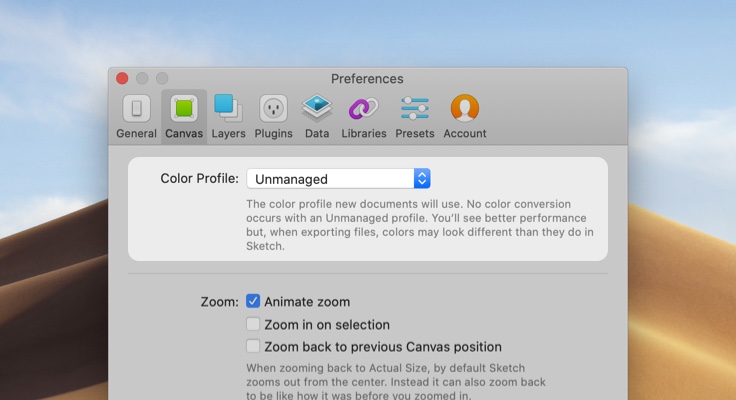 Preferences
General Canvas Layers Plugins Data Libraries Presets Account
Color Profile: Unmanaged
The color profile new documents will use. No color conversion
occurs with an Unmanaged profile. You’ll see better performance
but, when exporting files, colors may look different than they do in
Sketch.
Zoom: Animate zoom
Zoom in on selection
Zoom back to previous Canvas position
When zooming back to Actual Size, by default Sketch
zooms out from the center. Instead it can also zoom back
to be like how it was before you zoomed in.